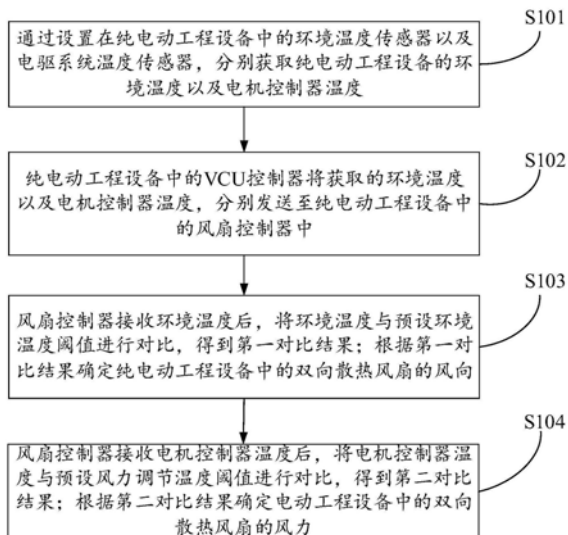 S101
通过设置在纯电动工程设备中的环境温度传感器以及
电驱系统温度传感器，分别获取纯电动工程设备的环
境温度以及电机控制器温度
S102
纯电动工程设备中的VCU控制器将获取的环境温度
以及电机控制器温度，分别发送至纯电动工程设备中
的风扇控制器中
S103
风扇控制器接收环境温度后，将环境温度与预设环境
温度阈值进行对比，得到第一对比结果；根据第一对
比结果确定纯电动工程设备中的双向散热风扇的风向
S104
风扇控制器接收电机控制器温度后，将电机控制器温
度与预设风力调节温度阈值进行对比，得到第二对比
结果；根据第二对比结果确定电动工程设备中的双向
散热风扇的风力